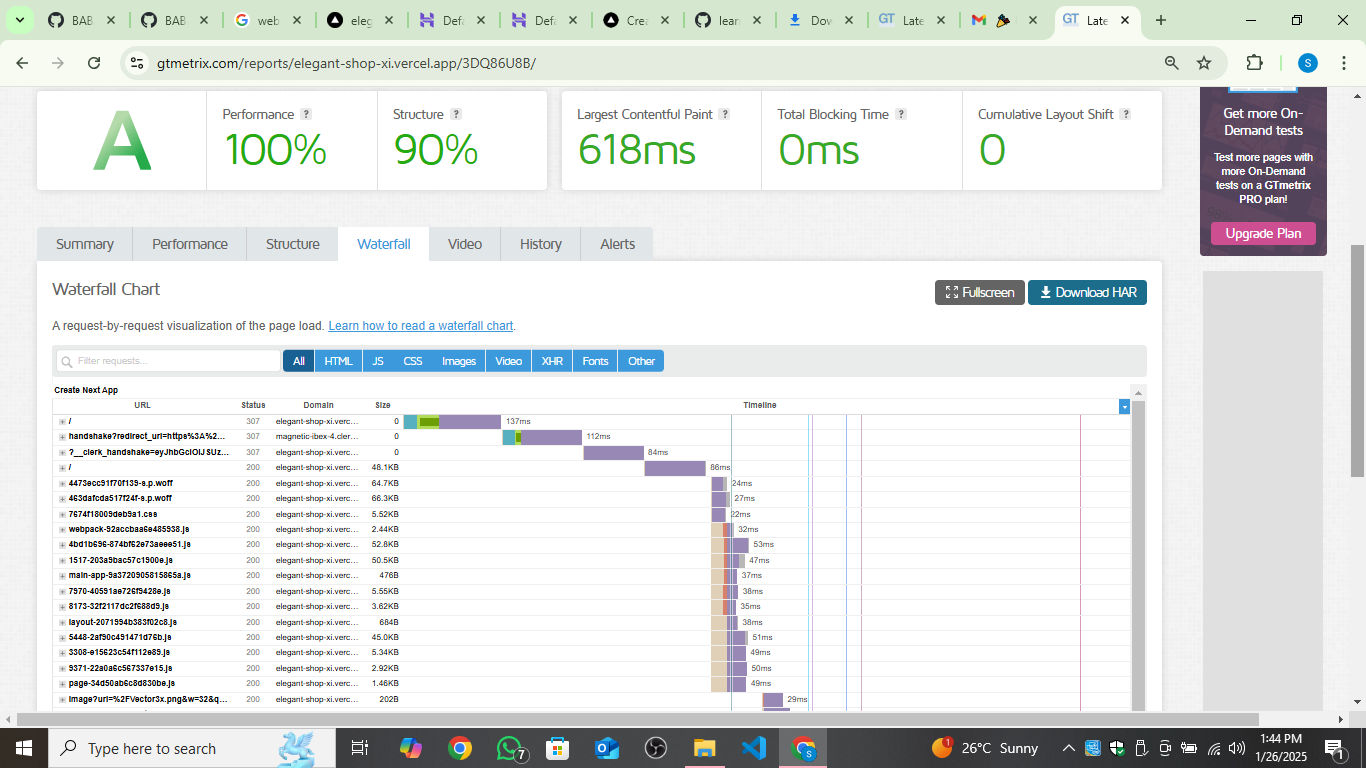 BAB
BAB
web
eleg
Defa
Defa
Crea
lear
Dow
GT Late
GT Late
gtmetrix.com/reports/elegant-shop-xi.vercel.app/3DQ86U8B/
S
A
Performance ?
100%
Structure ?
90%
Largest Contentful Paint ?
618ms
Total Blocking Time ?
0ms
Cumulative Layout Shift ?
0
Get more On-
Demand tests
Test more pages with
more On-Demand
tests on a GTmetrix
PRO plan!
Upgrade Plan
Summary Performance Structure Waterfall Video History Alerts
Waterfall Chart
Fullscreen Download HAR
A request-by-request visualization of the page load. Learn how to read a waterfall chart.
Filter requests... All HTML JS CSS Images Video XHR Fonts Other
Create Next App
URL Status Domain Size Timeline
/ 307 elegant-shop-xi.verc... 0 137ms
handshake?redirect_url=https%3A%2... 307 magnetic-ibex-4.cler... 0 112ms
307 elegant-shop-xi.verc... 0 84ms
/ 200 elegant-shop-xi.verc... 48.1KB 86ms
4473ecc91f70f139-s.p.woff 200 elegant-shop-xi.verc... 64.7KB 24ms
463dafcda517f24f-s.p.woff 200 elegant-shop-xi.verc... 66.3KB 27ms
7674f18009deb9a1.css 200 elegant-shop-xi.verc... 5.52KB 22ms
webpack-92accbaa6e485938.js 200 elegant-shop-xi.verc... 2.44KB 32ms
4bd1b696-874bf62e73aeee51.js 200 elegant-shop-xi.verc... 52.8KB 53ms
1517-203a9bac57c1900e.js 200 elegant-shop-xi.verc... 50.5KB 47ms
main-app-9a3720905815865a.js 200 elegant-shop-xi.verc... 476B 37ms
7970-40591ae726f9428e.js 200 elegant-shop-xi.verc... 5.55KB 38ms
8173-32f2117dc2f688d9.js 200 elegant-shop-xi.verc... 3.62KB 35ms
layout-2071994b383f02c8.js 200 elegant-shop-xi.verc... 684B 38ms
5448-2af90c491471d76b.js 200 elegant-shop-xi.verc... 45.0KB 51ms
3308-e15623c54f112e89.js 200 elegant-shop-xi.verc... 5.34KB 49ms
9371-22a0a6c567337e15.js 200 elegant-shop-xi.verc... 2.92KB 50ms
page-34d50ab6c8d830be.js 200 elegant-shop-xi.verc... 1.46KB 49ms
image?url=%2FVector3x.png&w=32&q... 200 elegant-shop-xi.verc... 202B 29ms
Type here to search
7
S
1
26°C Sunny
1:44 PM
1/26/2025
1